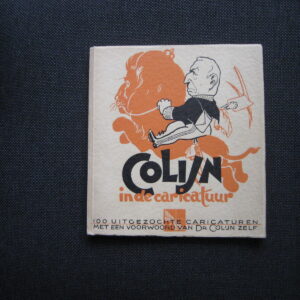 COLIJN
in de caricatuur
100 UITGEZOCHTE CARICATUREN
MET EEN VOORWOORD VAN DR COLIJN ZELF